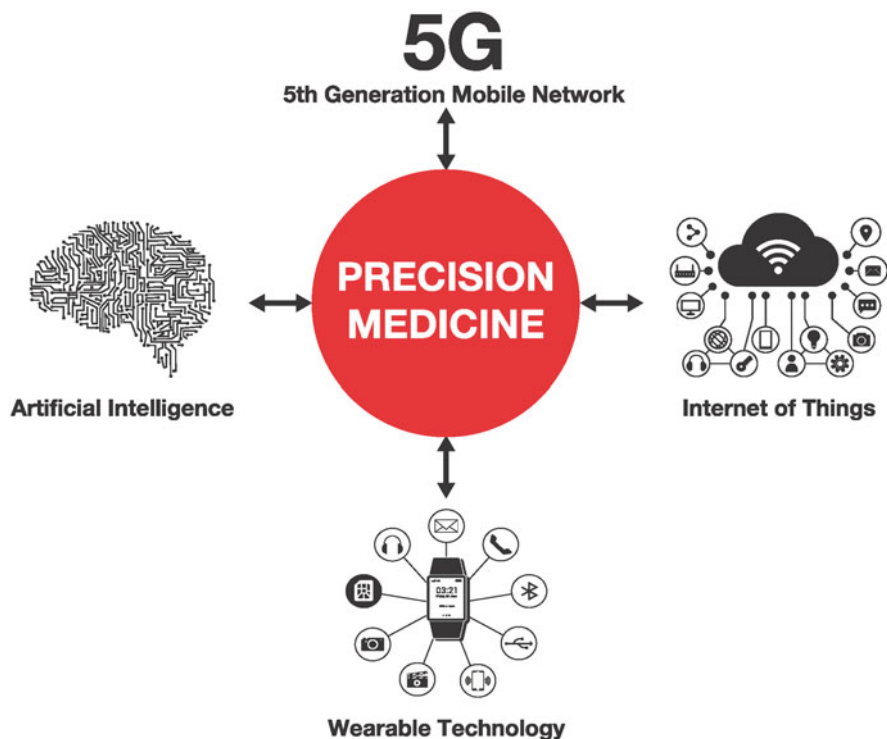 5G
5th Generation Mobile Network
PRECISION
MEDICINE
Artificial Intelligence
Internet of Things
03:21
Wearable Technology